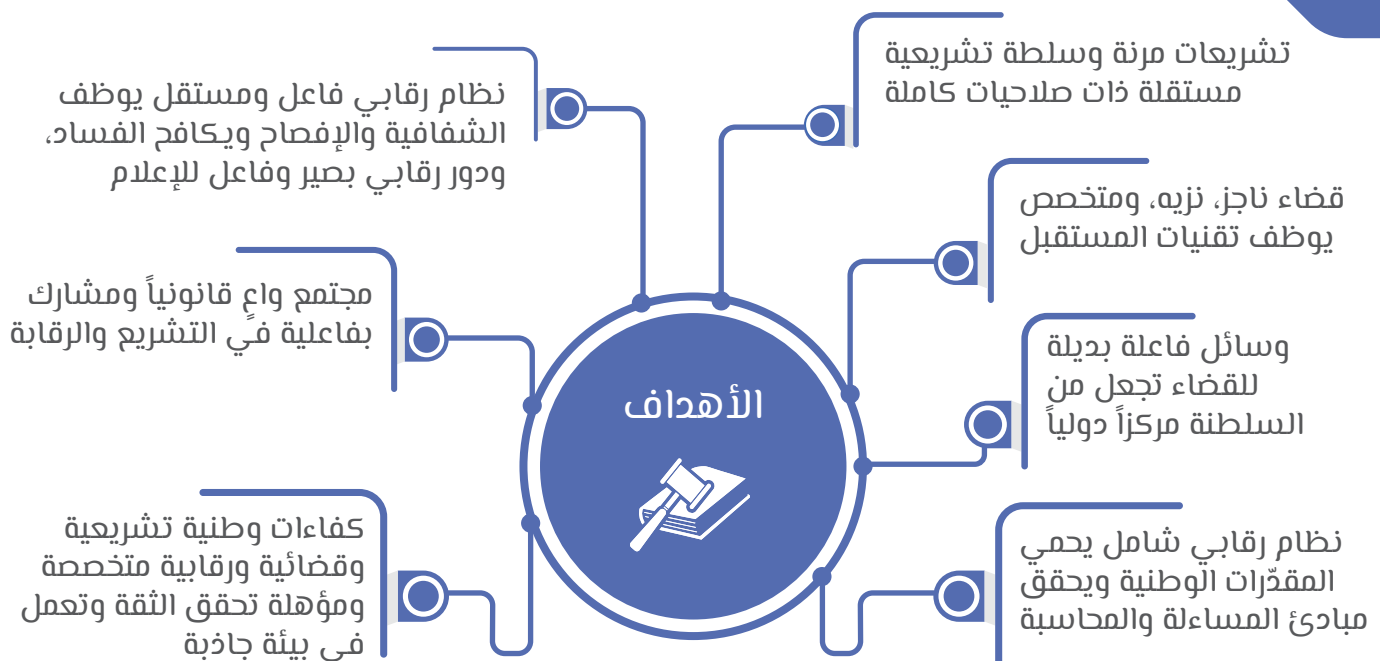 الأهداف
تشريعات مرنة وسلطة تشريعية
مستقلة ذات صلاحيات كاملة
قضاء ناجز، نزيه، ومتخصص
يوظف تقنيات المستقبل
وسائل فاعلة بديلة
للقضاء تجعل من
السلطنة مركزاً دولياً
نظام رقابي شامل يحمي
المقدّرات الوطنية ويحقق
مبادئ المساءلة والمحاسبة
نظام رقابي فاعل ومستقل يوظف
الشفافية والإفصاح ويكافح الفساد،
ودور رقابي بصير وفاعل للإعلام
مجتمع واعٍ قانونياً ومشارك
بفاعلية في التشريع والرقابة
كفاءات وطنية تشريعية
وقضائية ورقابية متخصصة
ومؤهلة تحقق الثقة وتعمل
في بيئة جاذبة